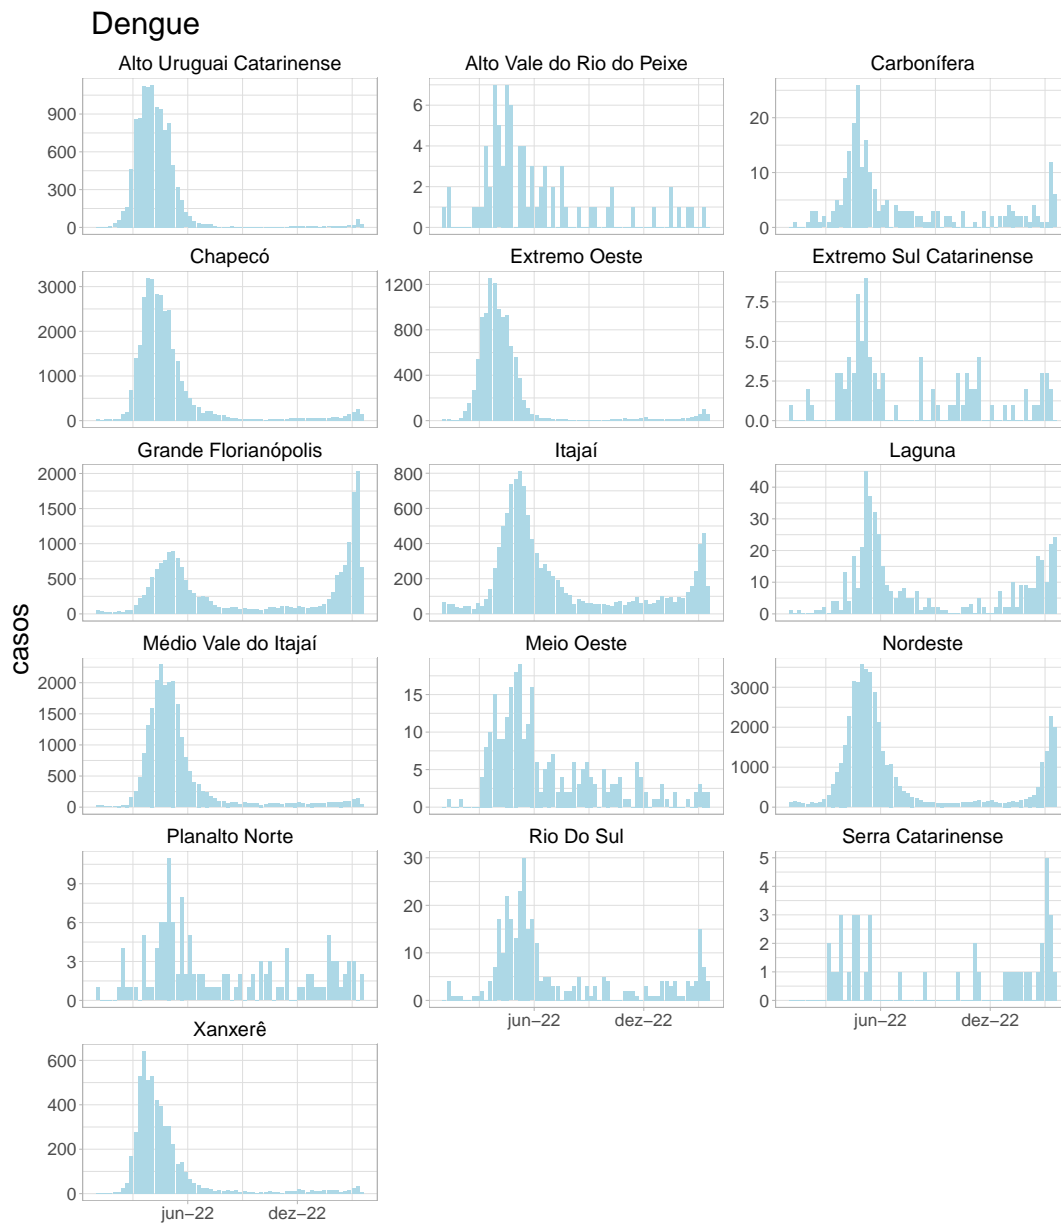 Dengue
Alto Uruguai Catarinense
Alto Vale do Rio do Peixe
Carbonífera
900
600
300
0
6
4
2
0
20
10
0
Chapecó
Extremo Oeste
Extremo Sul Catarinense
3000
2000
1000
0
1200
800
400
0
7.5
5.0
2.5
0.0
Grande Florianópolis
Itajaí
Laguna
2000
1500
1000
500
0
800
600
400
200
0
40
30
20
10
0
casos
Médio Vale do Itajaí
Meio Oeste
Nordeste
2000
1500
1000
500
0
15
10
5
0
3000
2000
1000
0
Planalto Norte
Rio Do Sul
Serra Catarinense
9
6
3
0
30
20
10
0
5
4
3
2
1
0
jun−22
dez−22
jun−22
dez−22
Xanxerê
600
400
200
0
jun−22
dez−22